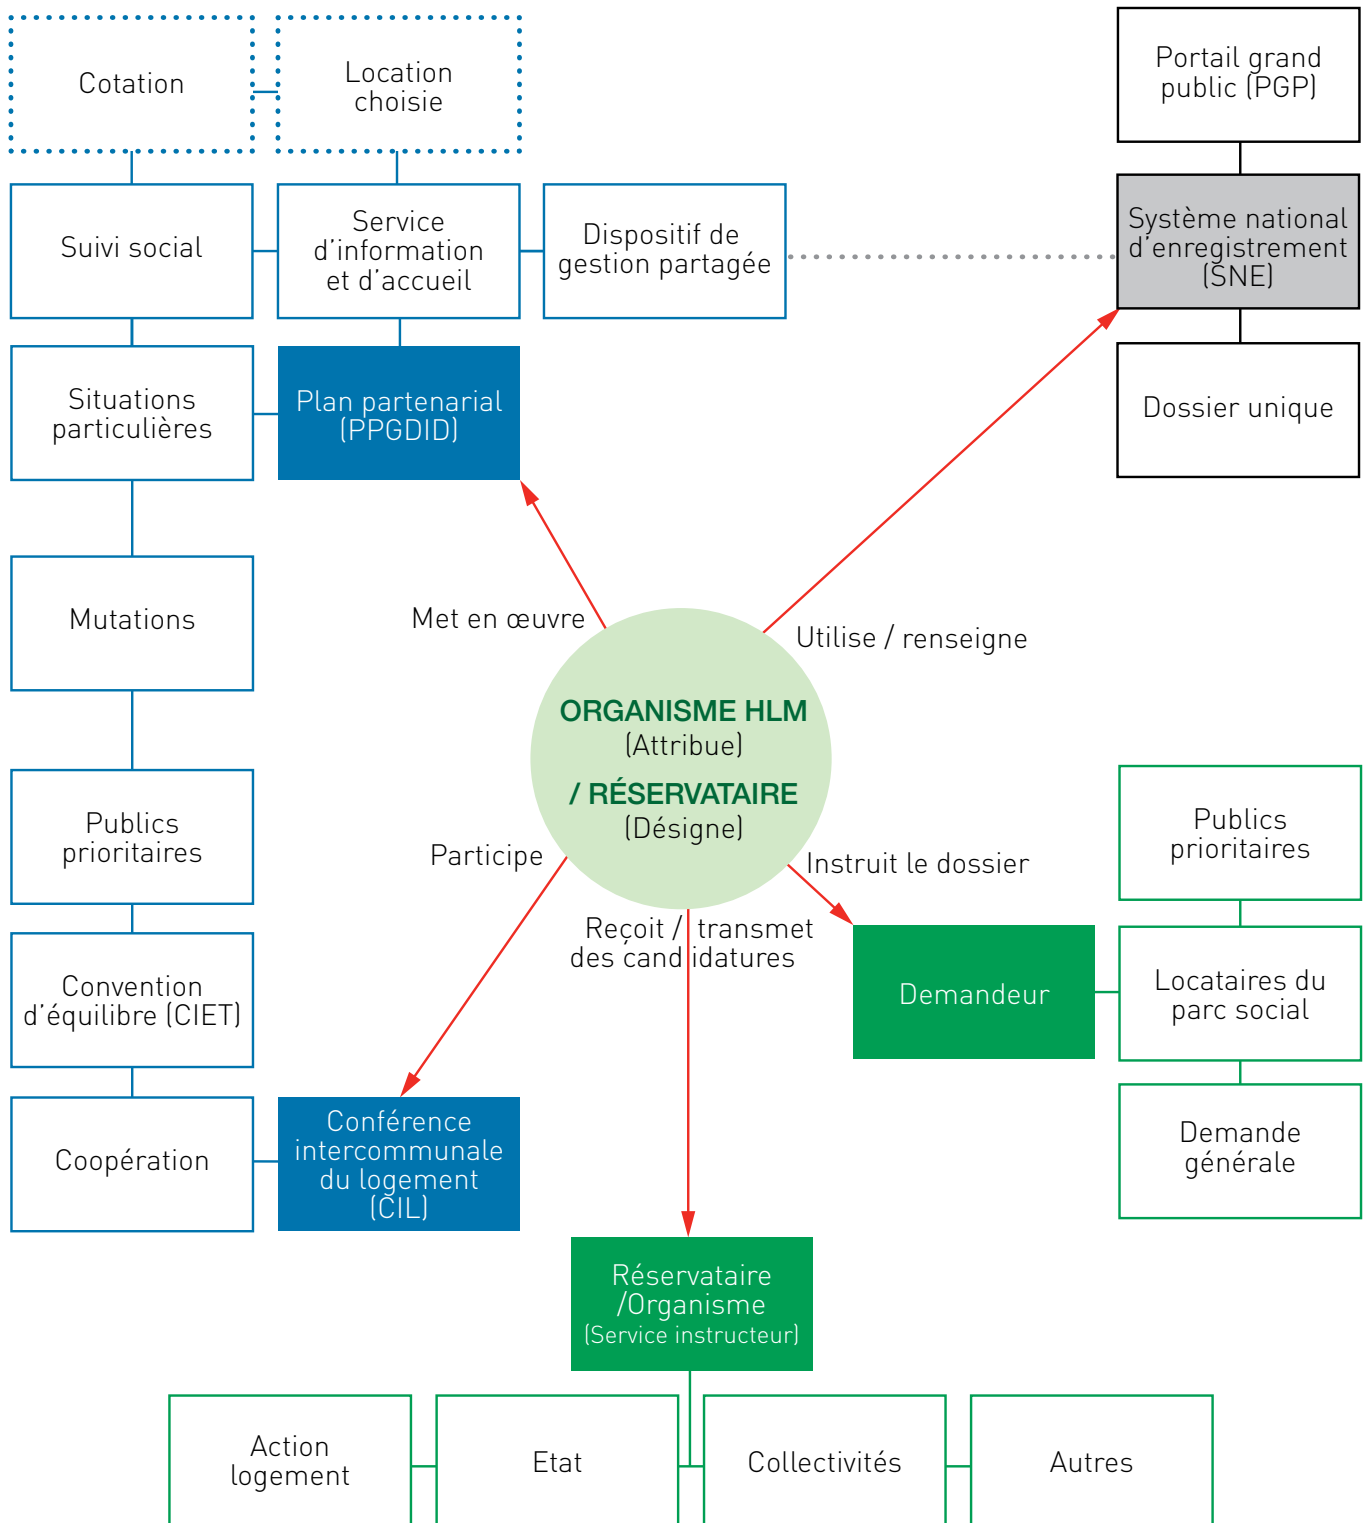 Cotation
Location
choisie
Portail grand
public (PGP)
Suivi social
Service
d'information
et d'accueil
Dispositif de
gestion partagée
Système national
d'enregistrement
(SNE)
Situations
particulières
Plan partenarial
(PPGDID)
Dossier unique
Mutations
Met en œuvre
Utilise / renseigne
ORGANISME HLM
(Attribue)
/ RÉSERVATAIRE
(Désigne)
Publics
prioritaires
Participe
Instruit le dossier
Publics
prioritaires
Reçoit / transmet
des candidatures
Convention
d'équilibre (CIET)
Demandeur
Locataires du
parc social
Coopération
Conférence
intercommunale
du logement
(CIL)
Demande
générale
Réservataire
/Organisme
(Service instructeur)
Action
logement
Etat
Collectivités
Autres